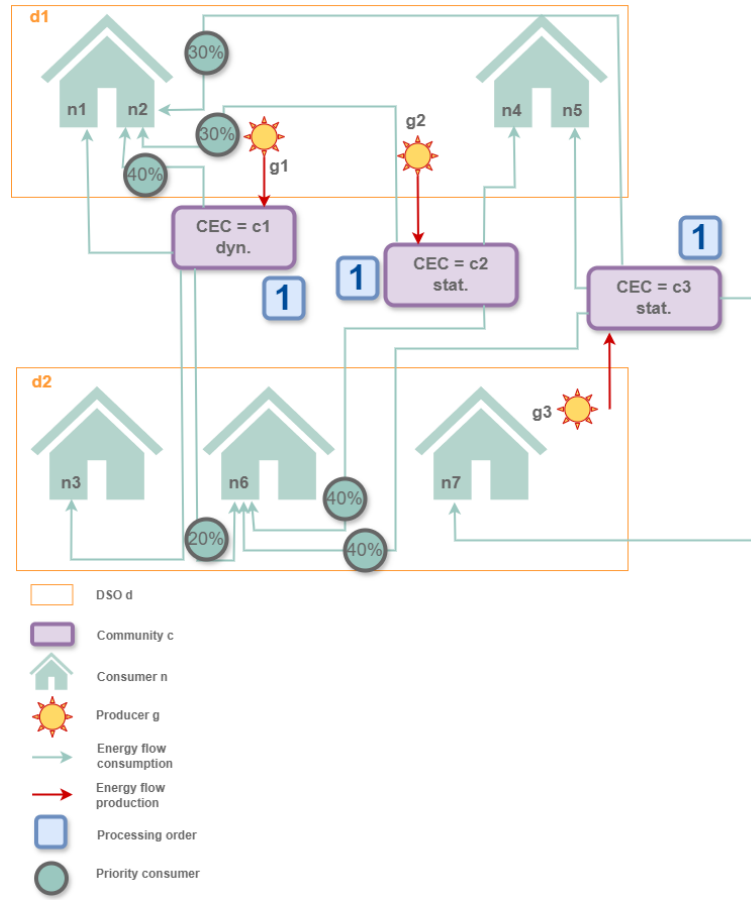 d1
30%
n1
n2
n4
n5
30%
g2
g1
40%
CEC = c1
dyn.
1
1
CEC = c2
stat.
1
CEC = c3
stat.
d2
g3
n3
n6
n7
40%
20%
40%
DSO d
Community c
Consumer n
Producer g
Energy flow
consumption
Energy flow
production
Processing order
Priority consumer